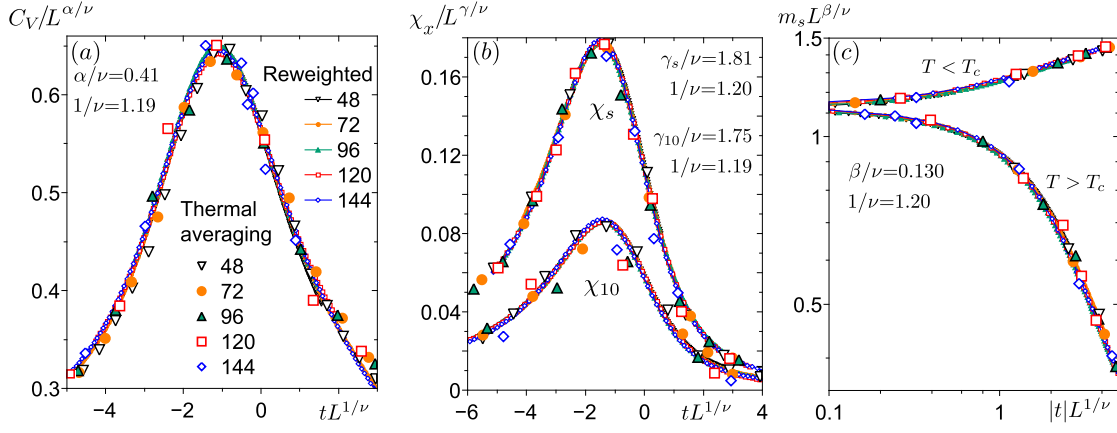 C_V/L^{α/ν}
(a)
α/ν=0.41
1/ν=1.19
Reweighted
48
72
96
120
144
Thermal
averaging
48
72
96
120
144
0.6
0.5
0.4
0.3
−4 −2 0
tL^{1/ν}
χ_x/L^{γ/ν}
(b)
γ_s/ν=1.81
1/ν=1.20
χ_s
γ_10/ν=1.75
1/ν=1.19
χ_10
0.16
0.12
0.08
0.04
0
−6 −4 −2 0 2 4
tL^{1/ν}
m_sL^{β/ν}
(c)
T < T_c
T > T_c
β/ν=0.130
1/ν=1.20
1.5
1
0.5
0.1 1
|t|L^{1/ν}